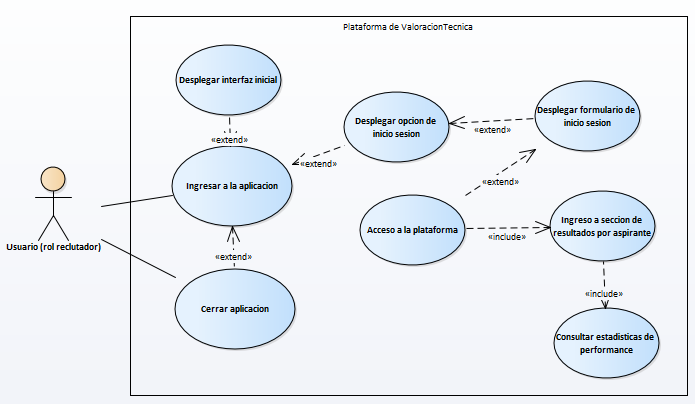 Plataforma de ValoracionTecnica
Desplegar interfaz inicial
«extend»
Ingresar a la aplicacion
Usuario (rol reclutador)
«extend»
Cerrar aplicacion
Desplegar opcion de
inicio sesion
«extend»
Desplegar formulario de
inicio sesion
«extend»
«extend»
Acceso a la plataforma
«include»
Ingreso a seccion de
resultados por aspirante
«include»
Consultar estadisticas de
performance